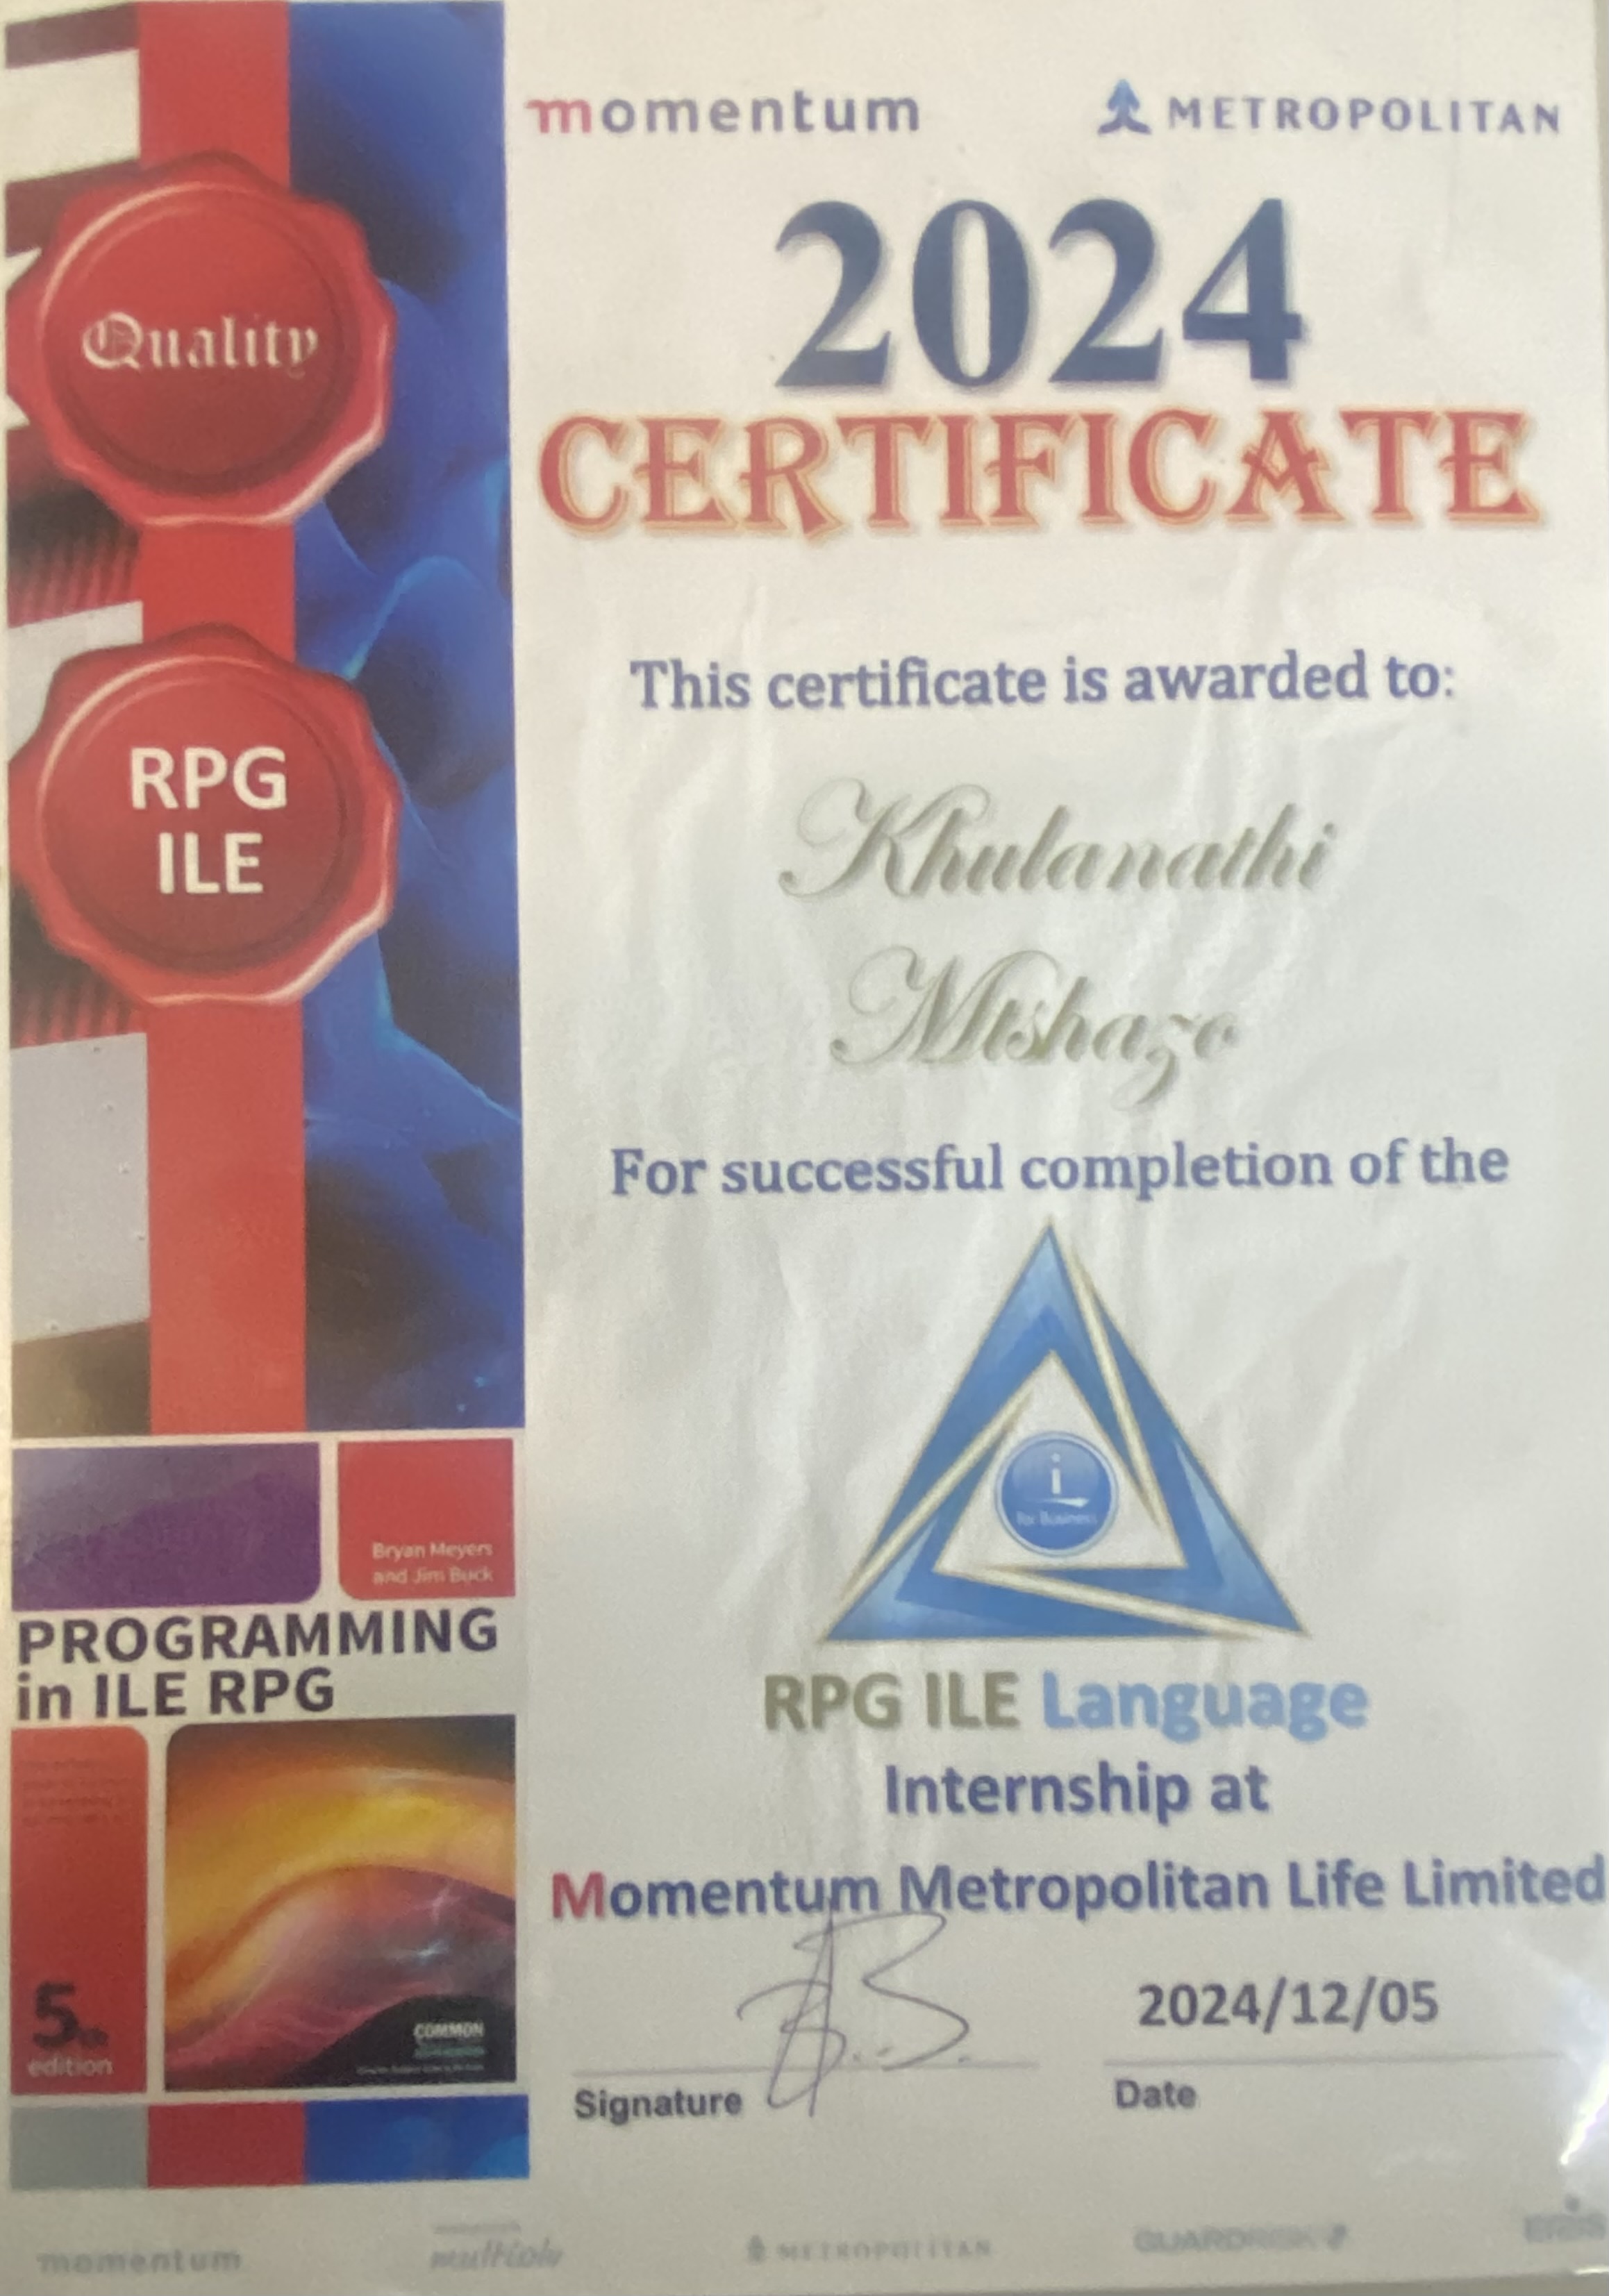 momentum
METROPOLITAN
2024
CERTIFICATE
Quality
This certificate is awarded to:
RPG
ILE
Khulanathi
Mtshazo
For successful completion of the
i
For Business
Bryan Meyers
and Jim Buck
PROGRAMMING
in ILE RPG
RPG ILE Language
Internship at
Momentum Metropolitan Life Limited
5th
edition
COMMON
2024/12/05
Signature
Date
momentum
multiply
METROPOLITAN
GUARDRISK
ERIS